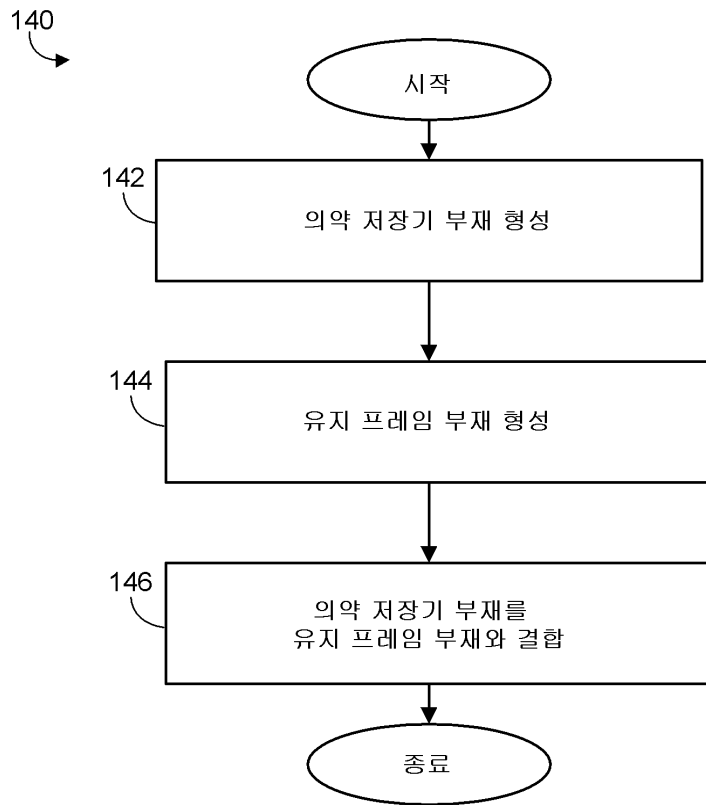 140
시작
142
의약 저장기 부재 형성
144
유지 프레임 부재 형성
146
의약 저장기 부재를
유지 프레임 부재와 결합
종료